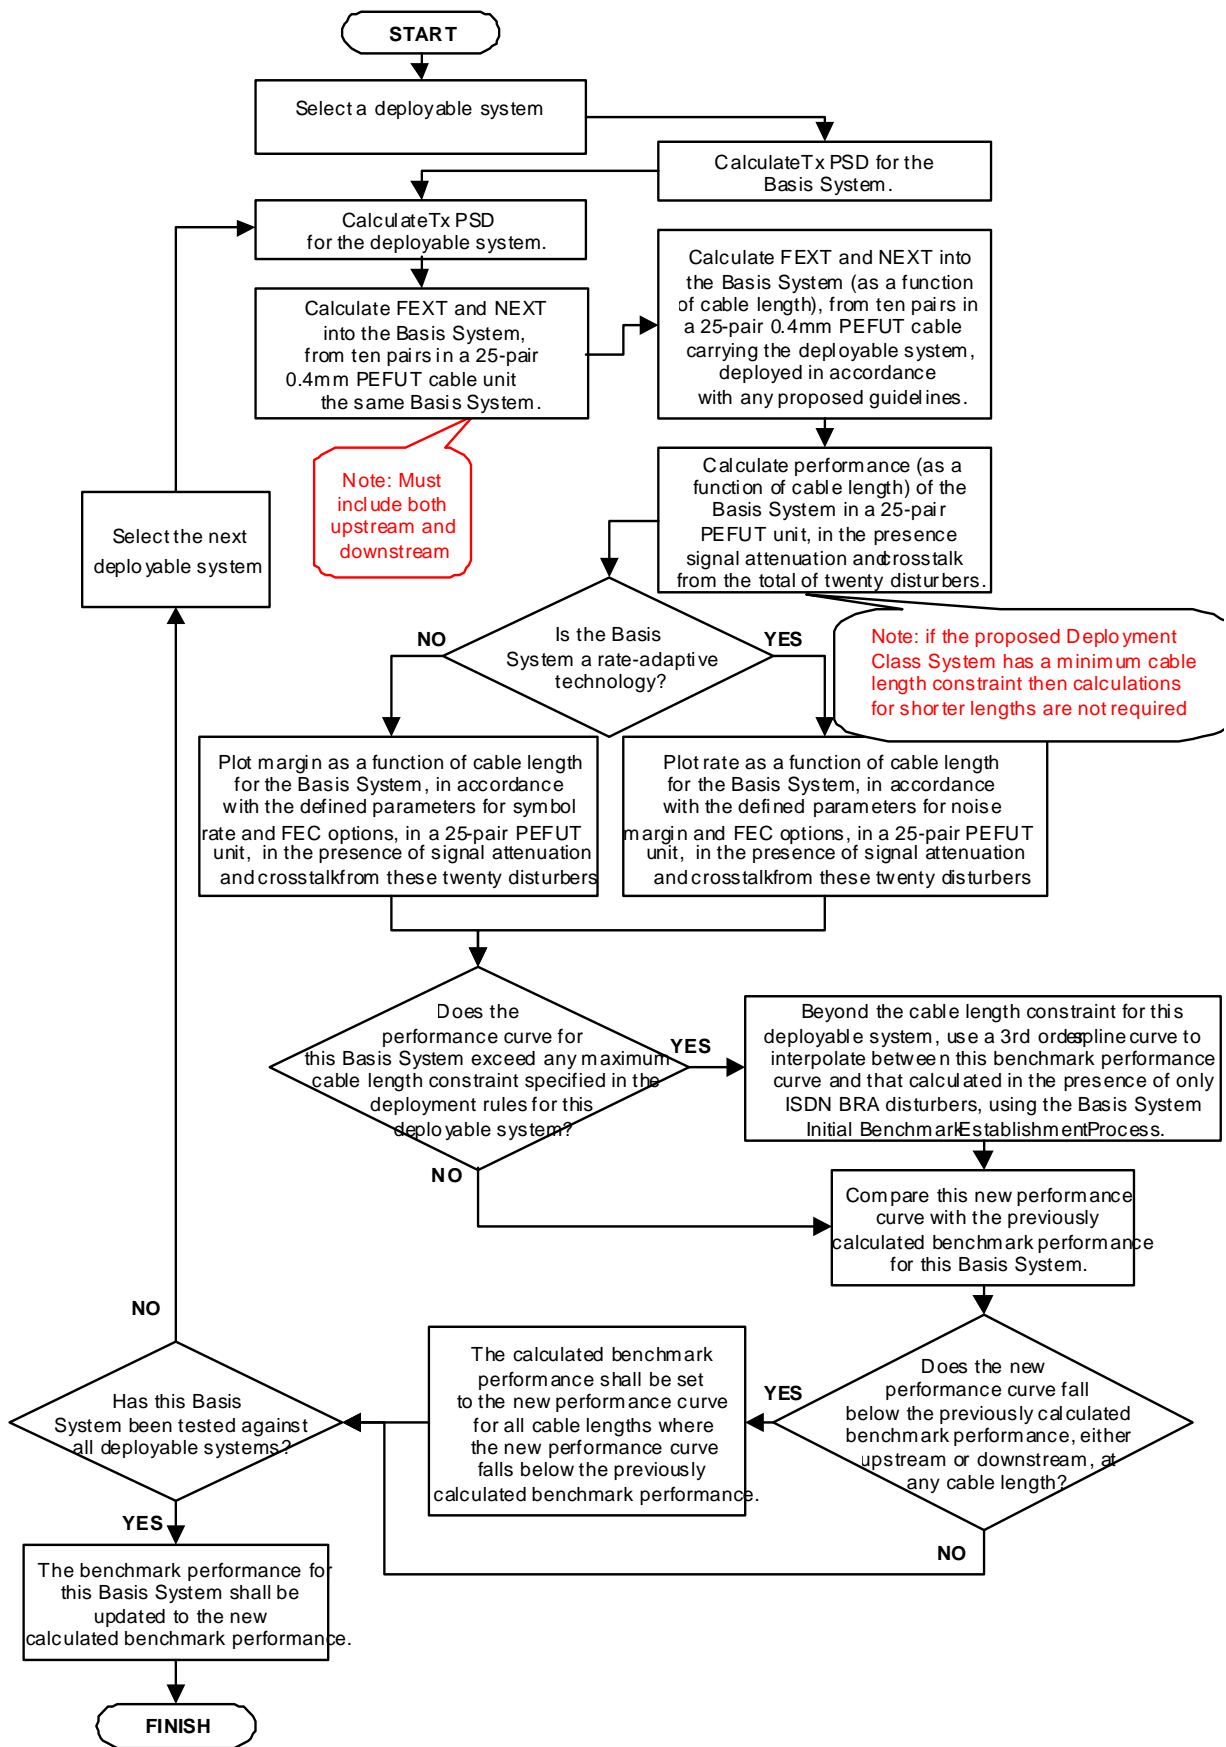 START
Select a deployable system
Calculate Tx PSD for the
Basis System.
Calculate Tx PSD
for the deployable system.
Calculate FEXT and NEXT
into the Basis System,
from ten pairs in a 25-pair
0.4mm PEFUT cable unit
the same Basis System.
Calculate FEXT and NEXT into
the Basis System (as a function
of cable length), from ten pairs in
a 25-pair 0.4mm PEFUT cable
carrying the deployable system,
deployed in accordance
with any proposed guidelines.
Note: Must
include both
upstream and
downstream
Calculate performance (as a
function of cable length) of the
Basis System in a 25-pair
PEFUT unit, in the presence
signal attenuation and crosstalk
from the total of twenty disturbers.
Select the next
deployable system
Note: if the proposed Deployment
Class System has a minimum cable
length constraint then calculations
for shorter lengths are not required
NO
Is the Basis
System a rate-adaptive
technology?
YES
Plot margin as a function of cable length
for the Basis System, in accordance
with the defined parameters for symbol
rate and FEC options, in a 25-pair PEFUT
unit, in the presence of signal attenuation
and crosstalk from these twenty disturbers
Plot rate as a function of cable length
for the Basis System, in accordance
with the defined parameters for noise
margin and FEC options, in a 25-pair PEFUT
unit, in the presence of signal attenuation
and crosstalk from these twenty disturbers
Does the
performance curve for
this Basis System exceed any maximum
cable length constraint specified in the
deployment rules for this
deployable system?
YES
NO
Beyond the cable length constraint for this
deployable system, use a 3rd order spline curve to
interpolate between this benchmark performance
curve and that calculated in the presence of only
ISDN BRA disturbers, using the Basis System
Initial Benchmark Establishment Process.
Compare this new performance
curve with the previously
calculated benchmark performance
for this Basis System.
NO
Has this Basis
System been tested against
all deployable systems?
YES
The calculated benchmark
performance shall be set
to the new performance curve
for all cable lengths where
the new performance curve
falls below the previously
calculated benchmark performance.
YES
Does the new
performance curve fall
below the previously calculated
benchmark performance, either
upstream or downstream, at
any cable length?
NO
The benchmark performance for
this Basis System shall be
updated to the new
calculated benchmark performance.
FINISH